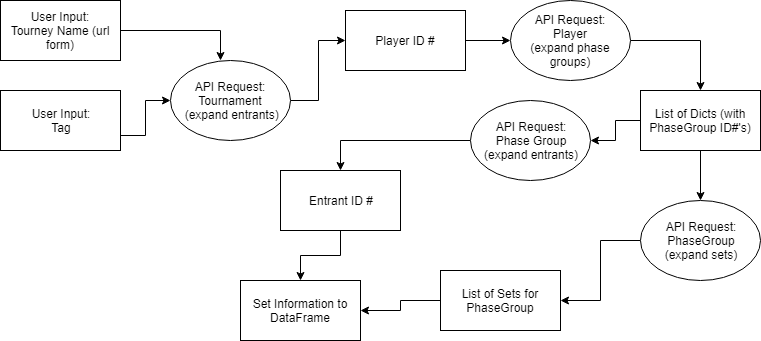 User Input:
Tourney Name (url
form)
API Request:
Tournament
(expand entrants)
User Input:
Tag
Player ID #
API Request:
Player
(expand phase
groups)
List of Dicts (with
PhaseGroup ID#'s)
API Request:
Phase Group
(expand entrants)
Entrant ID #
API Request:
PhaseGroup
(expand sets)
List of Sets for
PhaseGroup
Set Information to
DataFrame